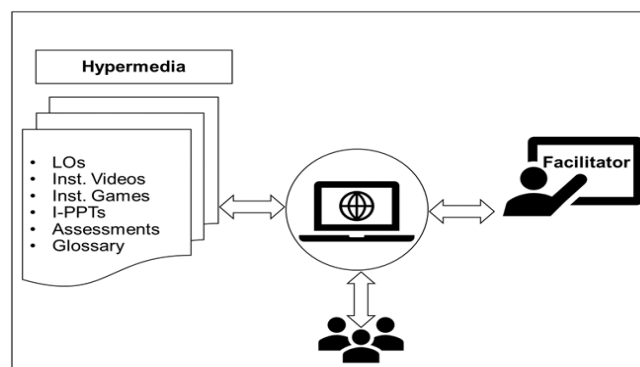 Hypermedia
• LOs
• Inst. Videos
• Inst. Games
• I-PPTs
• Assessments
• Glossary
Facilitator